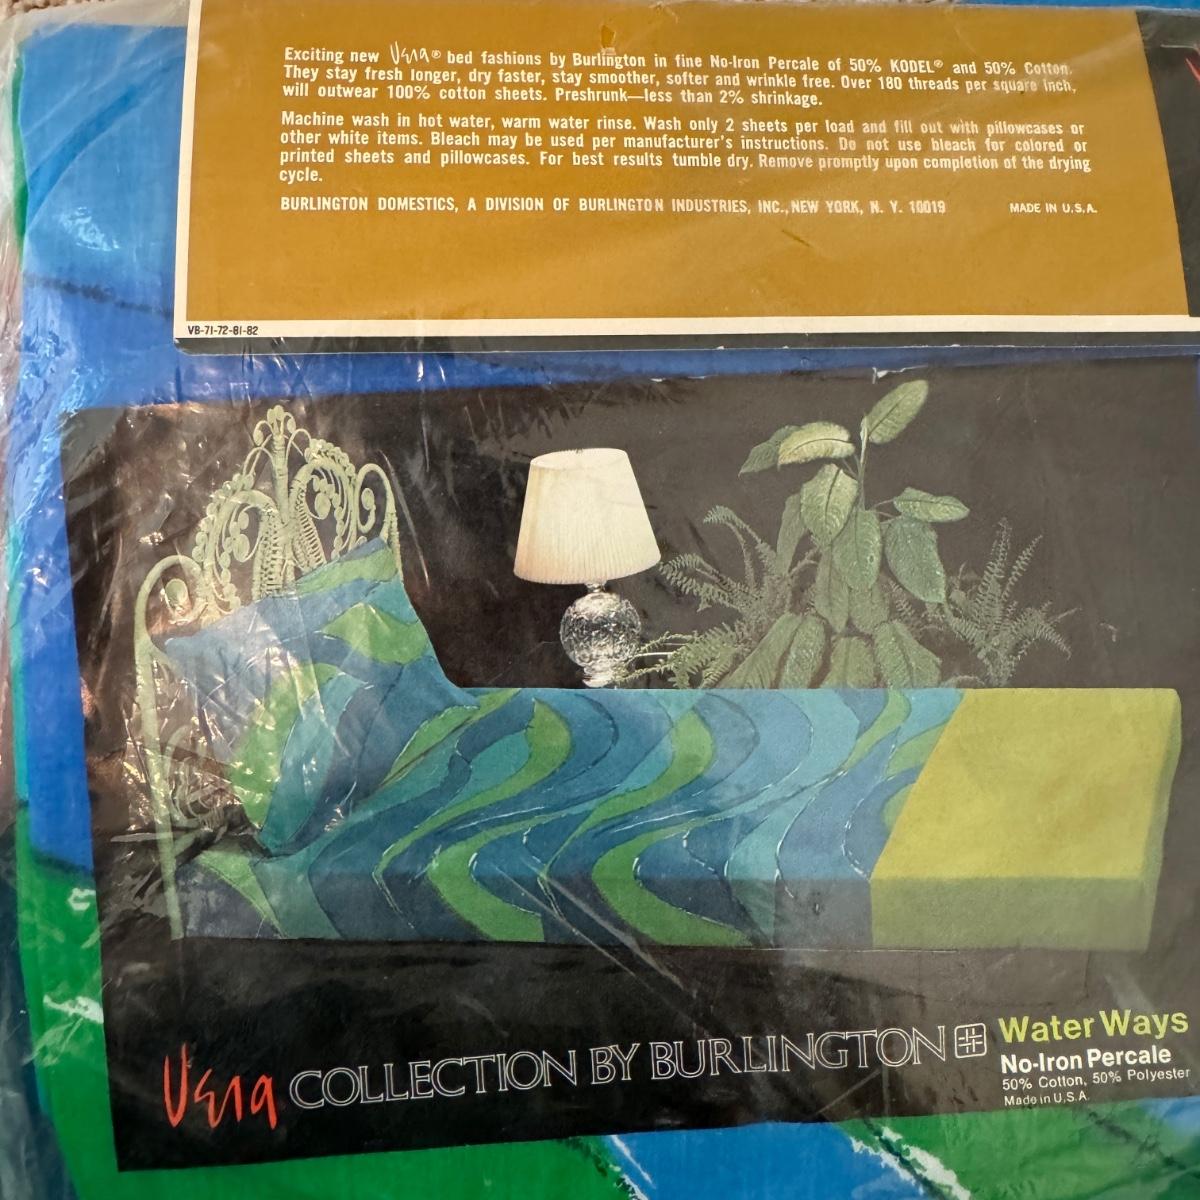 Exciting new Vera® bed fashions by Burlington in fine No-Iron Percale of 50% KODEL® and 50% Cotton.
They stay fresh longer, dry faster, stay smoother, softer and wrinkle free. Over 180 threads per square inch,
will outwear 100% cotton sheets. Preshrunk—less than 2% shrinkage.
Machine wash in hot water, warm water rinse. Wash only 2 sheets per load and fill out with pillowcases or
other white items. Bleach may be used per manufacturer's instructions. Do not use bleach for colored or
printed sheets and pillowcases. For best results tumble dry. Remove promptly upon completion of the drying
cycle.
BURLINGTON DOMESTICS, A DIVISION OF BURLINGTON INDUSTRIES, INC., NEW YORK, N. Y. 10019 MADE IN U.S.A.
VB-71-72-81-82
Vera COLLECTION BY BURLINGTON
Water Ways
No-Iron Percale
50% Cotton, 50% Polyester
Made in U.S.A.